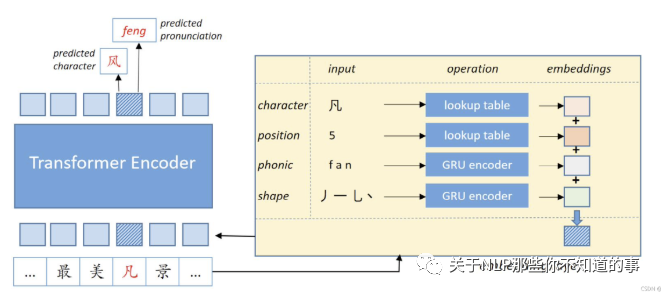 feng
predicted
pronunciation
predicted
character
风
Transformer Encoder
... 最 美 凡 景 ...
input operation embeddings
character 凡 lookup table
+
position 5 lookup table
+
phonic f a n GRU encoder
+
shape 丿 一 乚 丶 GRU encoder
关于NLP那些你不知道的事
CSDN @